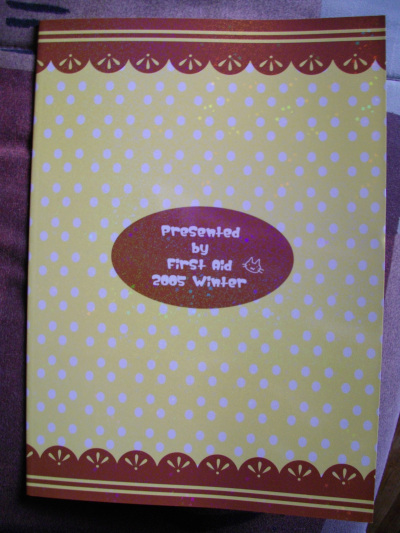 Presented
by
First Aid
2005 Winter